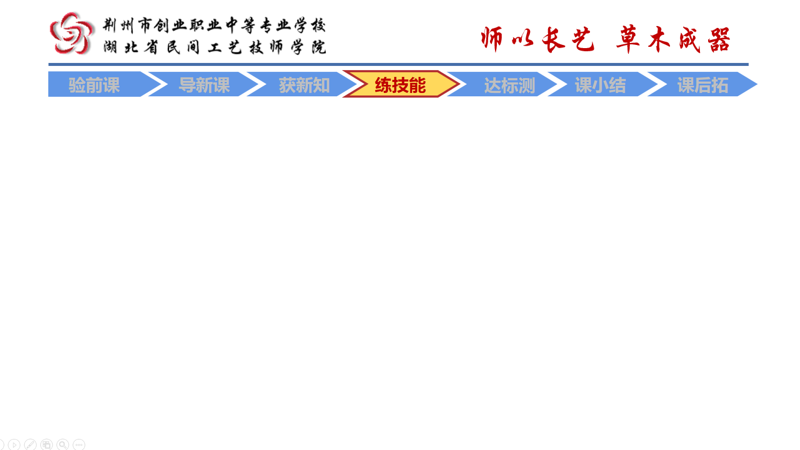 荆州市创业职业中等专业学校
湖北省民间工艺技师学院
师以长艺 草木成器
验前课 导新课 获新知 练技能 达标测 课小结 课后拓